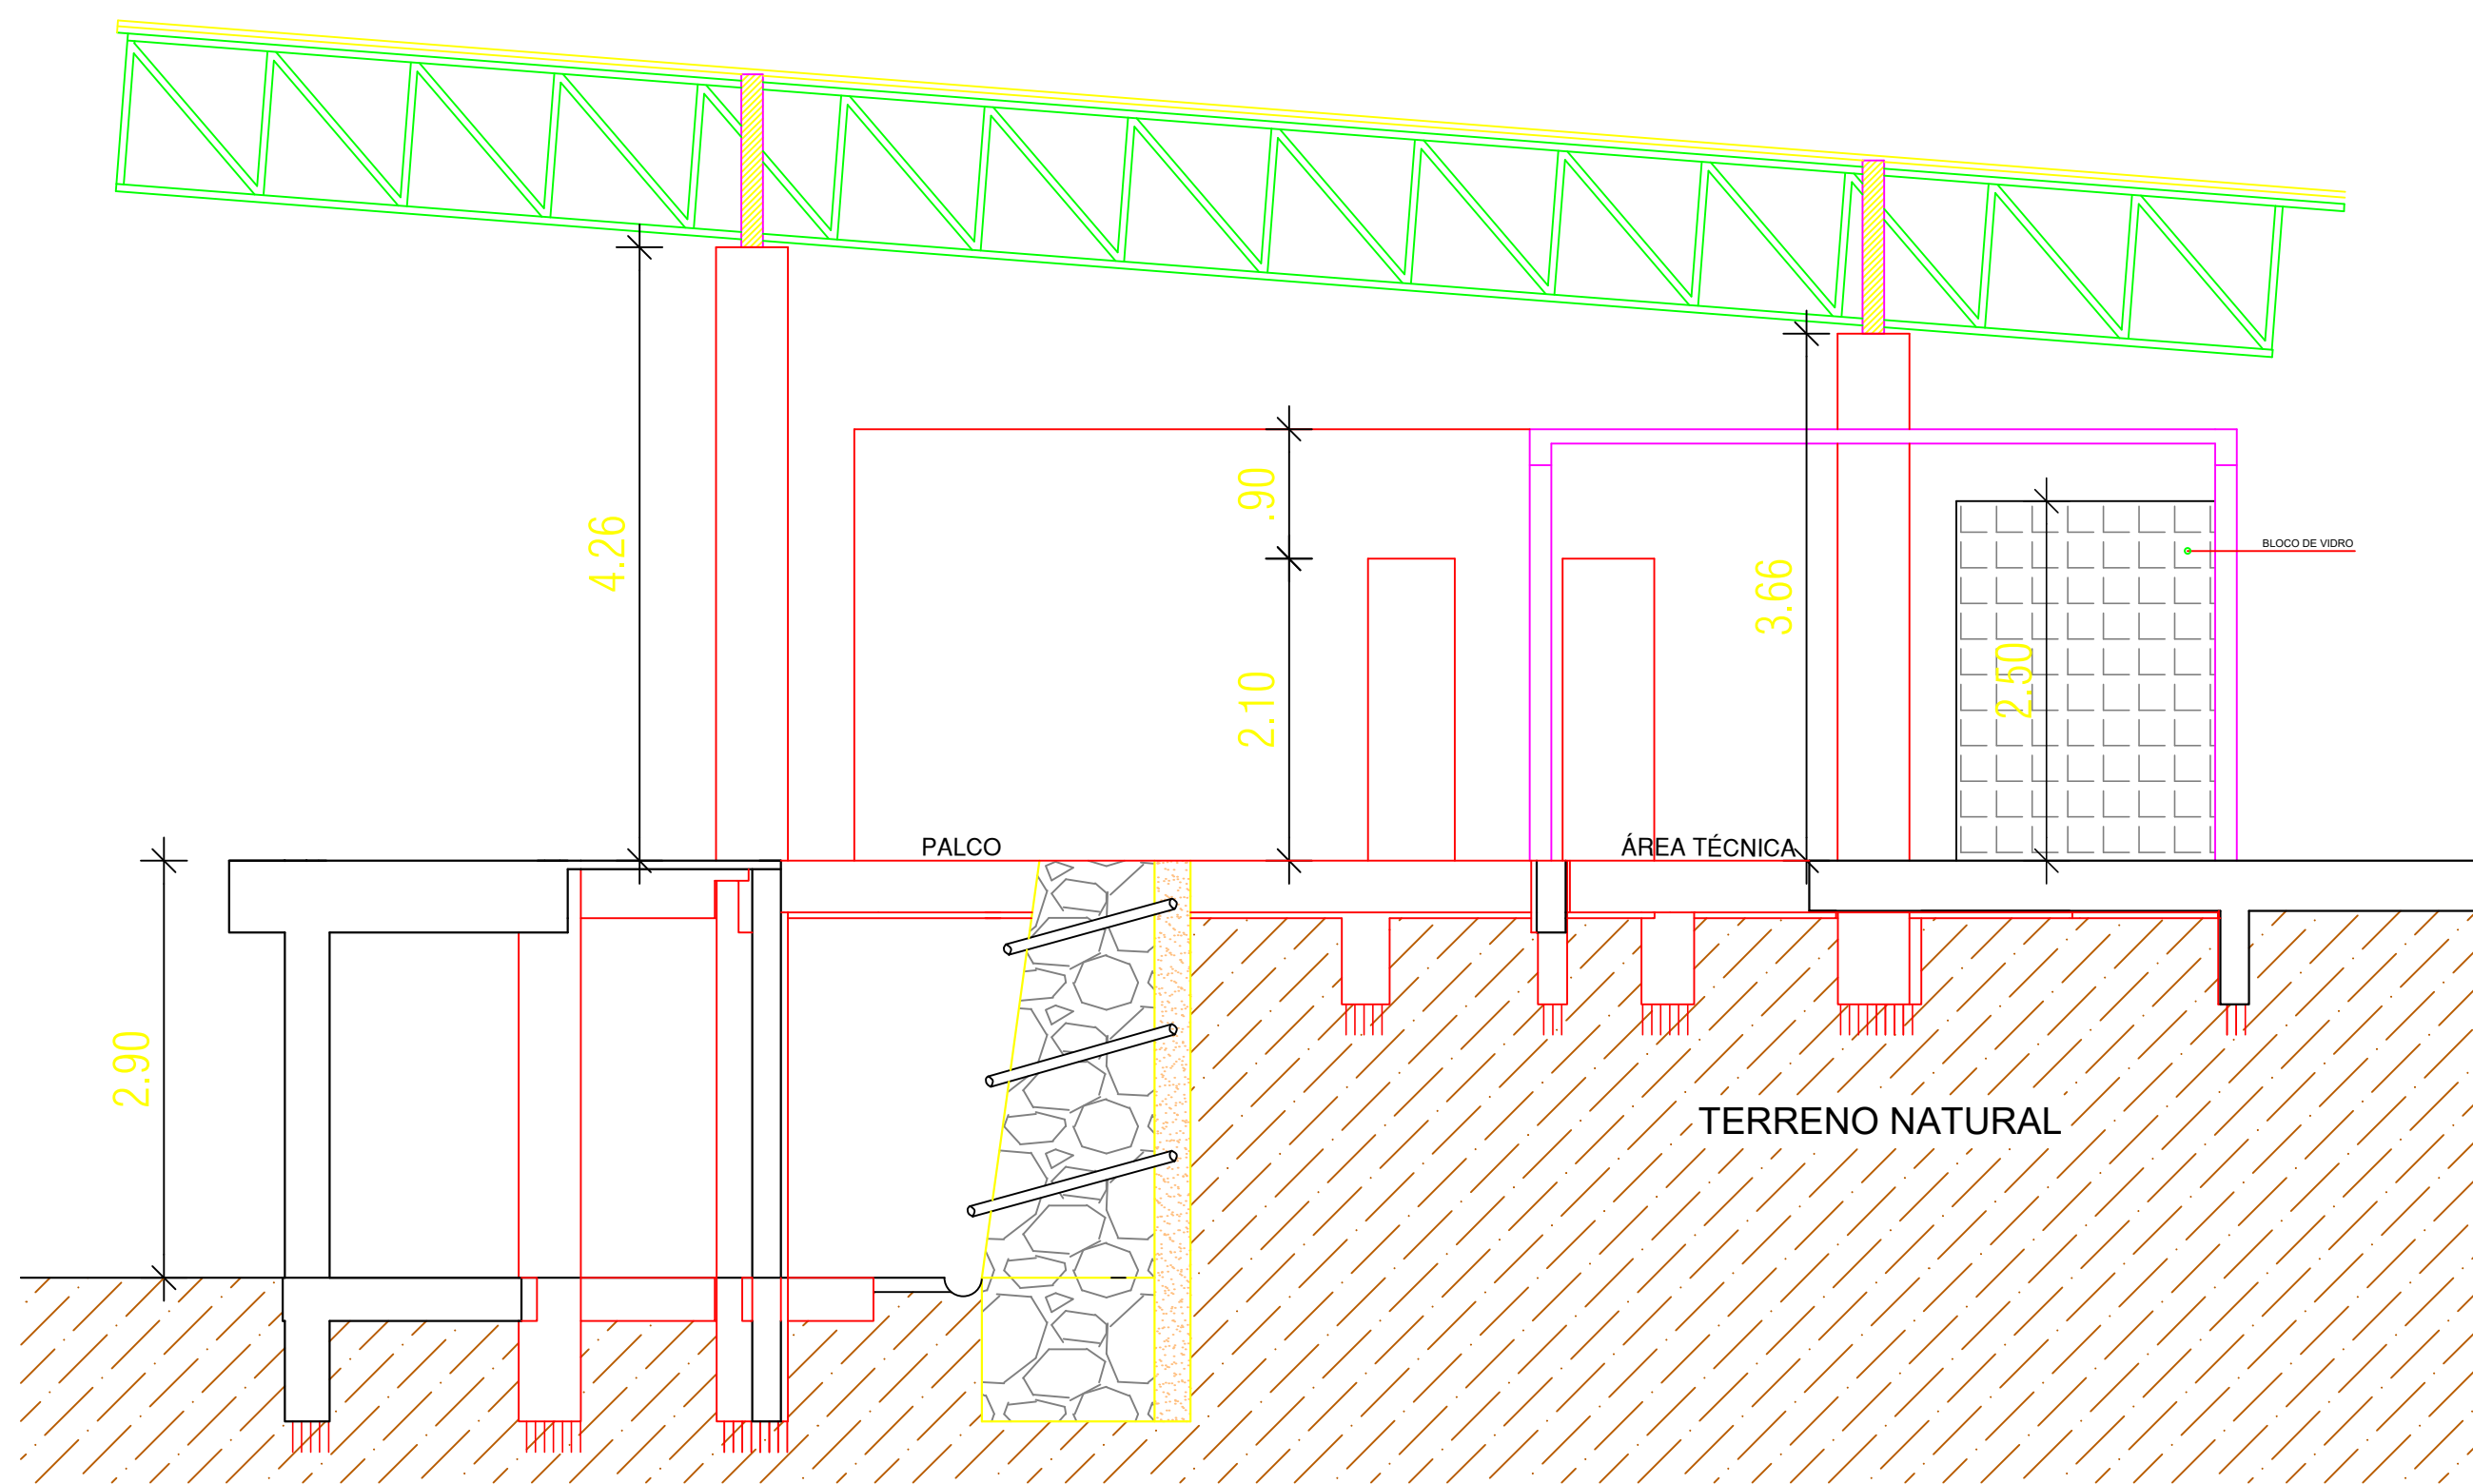 .90
4.26
BLOCO DE VIDRO
3.66
2.10
2.50
PALCO
ÁREA TÉCNICA
2.90
TERRENO NATURAL